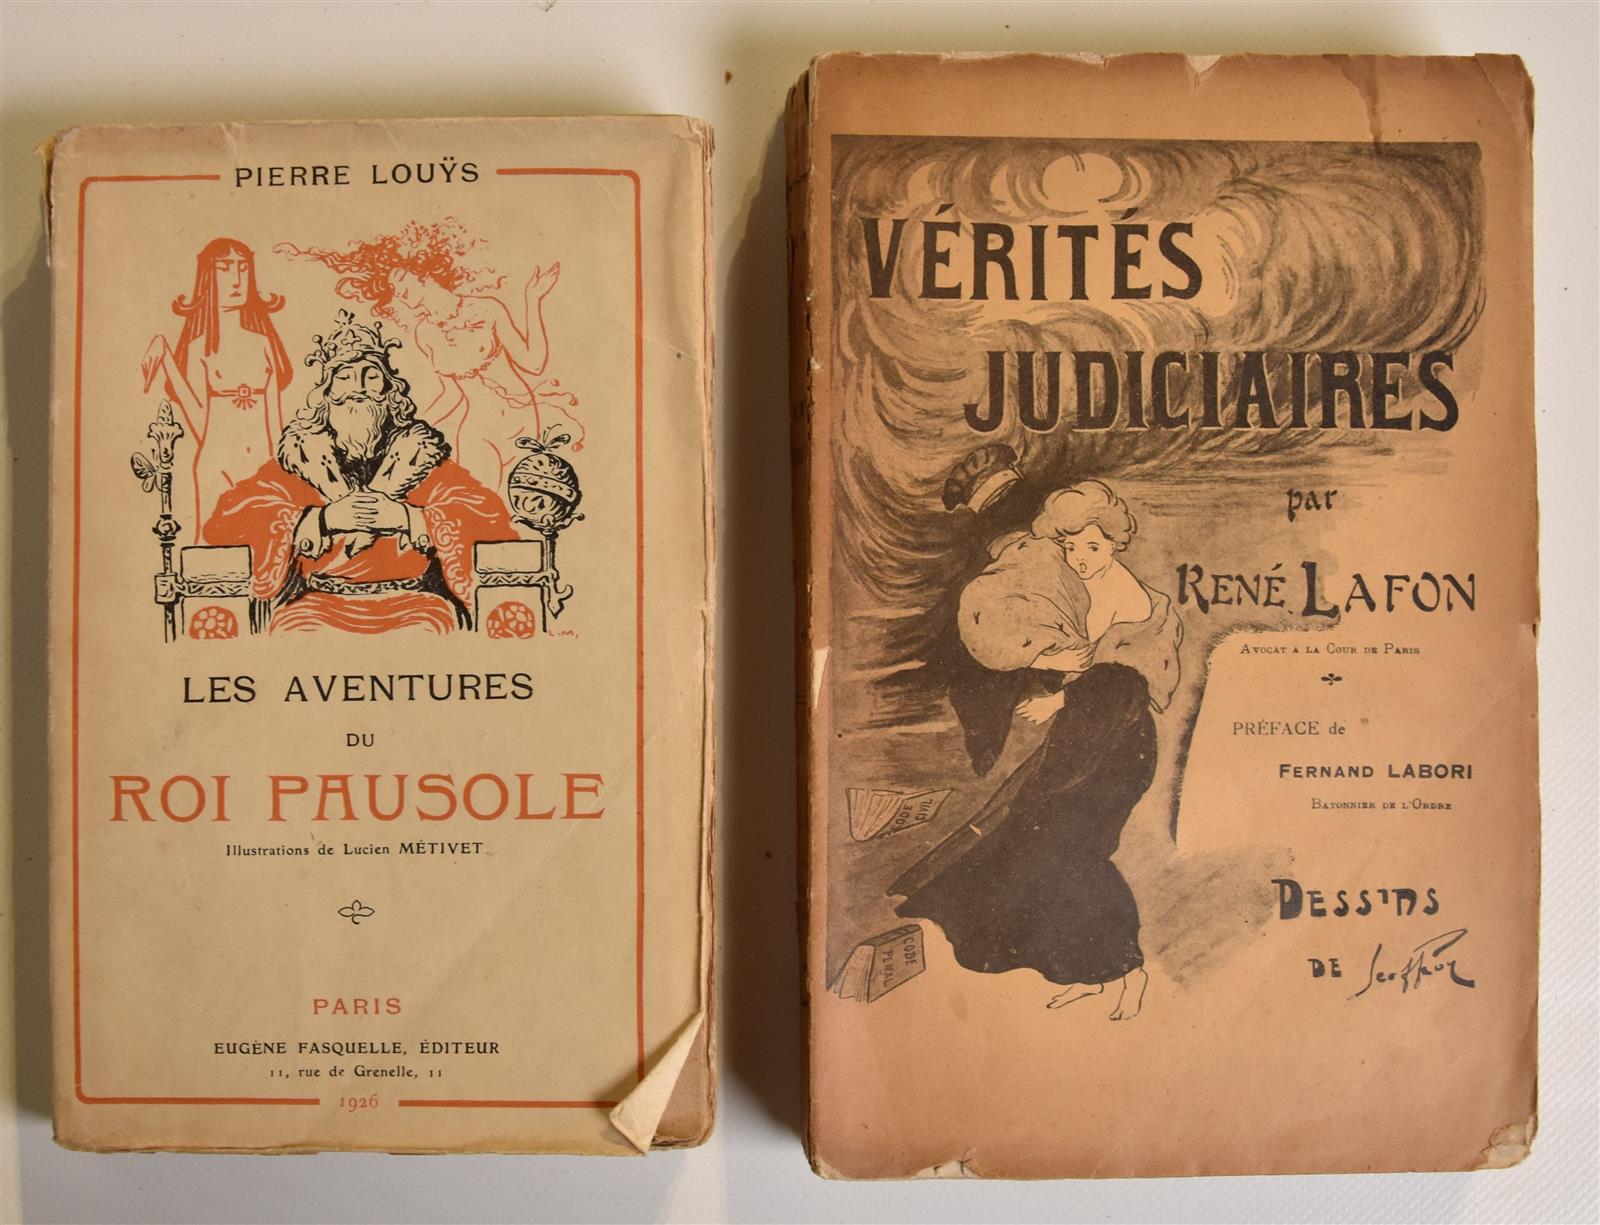 PIERRE LOUŸS
L.M.
LES AVENTURES
DU
ROI PAUSOLE
Illustrations de Lucien MÉTIVET
PARIS
EUGÈNE FASQUELLE, ÉDITEUR
11, rue de Grenelle, 11
1926
VÉRITÉS
JUDICIAIRES
par
RENÉ LAFON
AVOCAT A LA COUR DE PARIS
PRÉFACE de
FERNAND LABORI
BATONNIER DE L'ORDRE
CODE
CIVIL
CODE
PENAL
DESSINS
DE